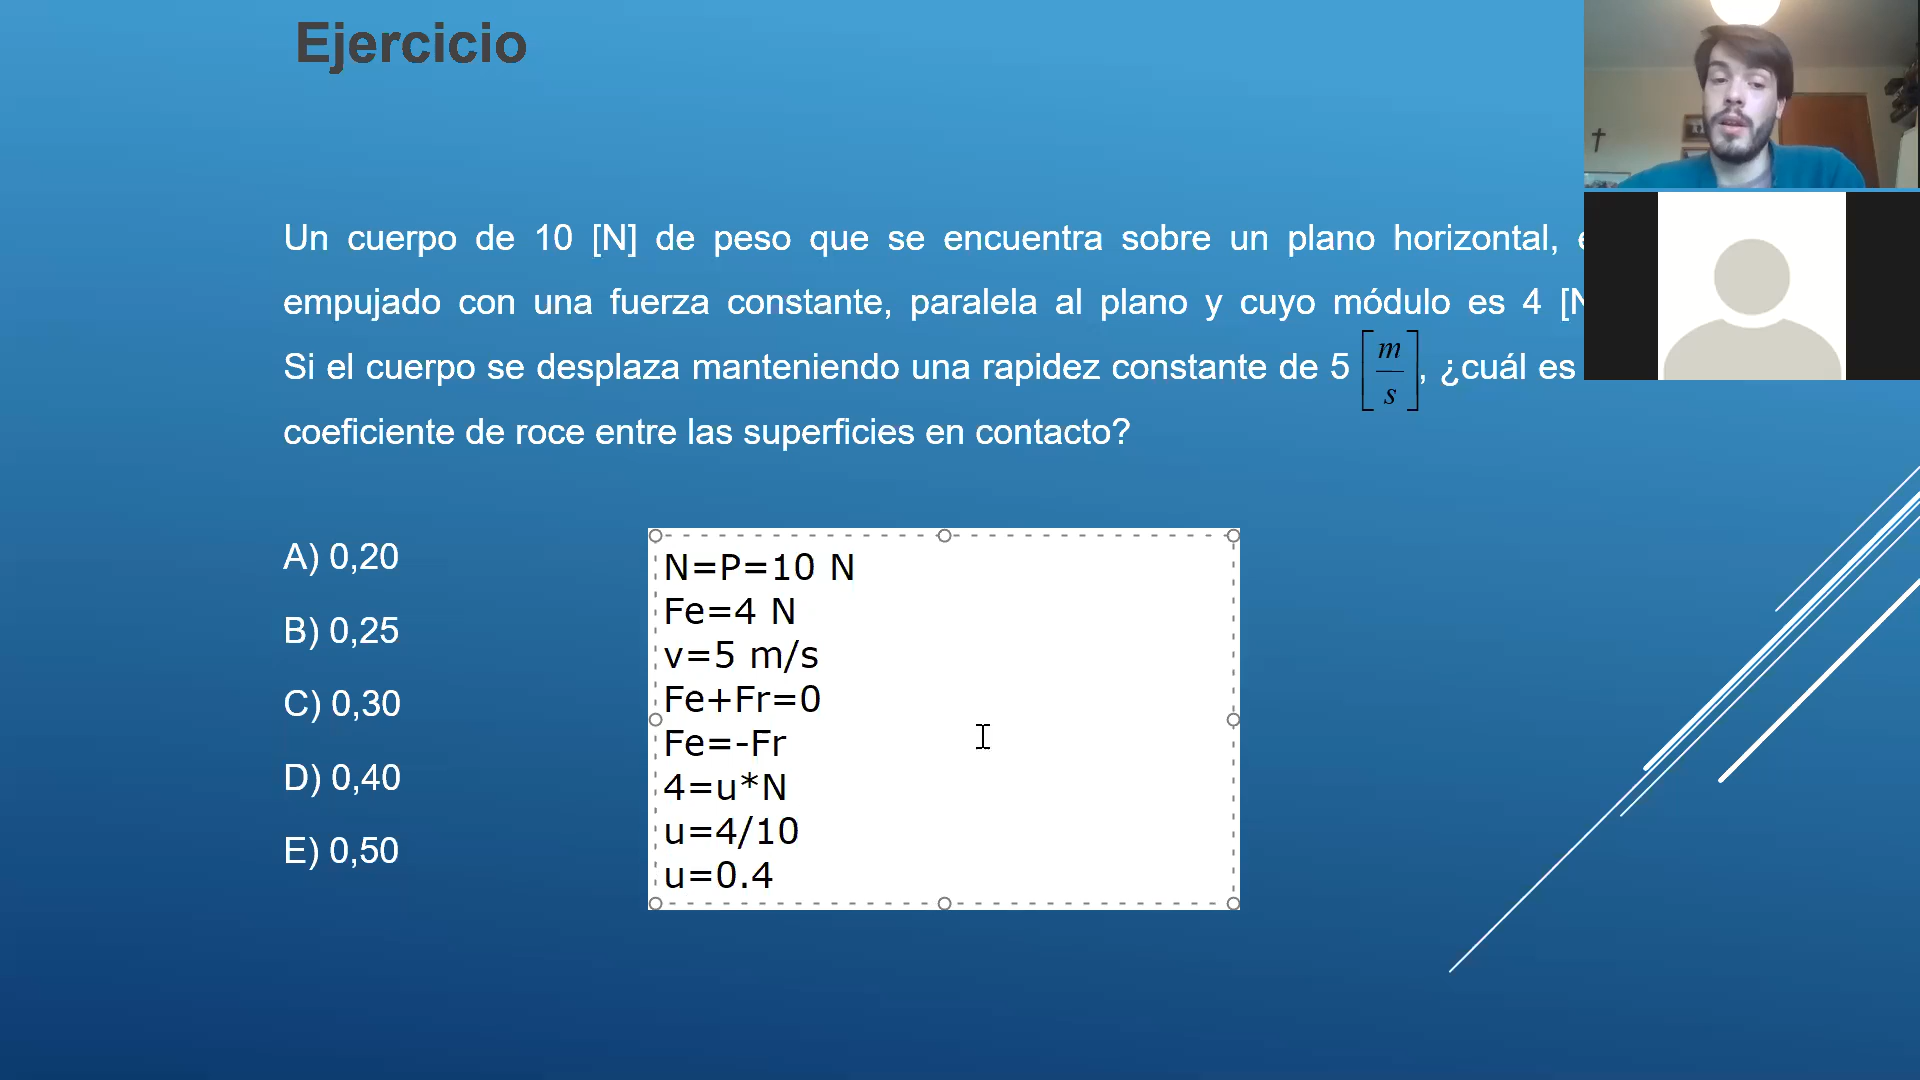 Ejercicio
Un cuerpo de 10 [N] de peso que se encuentra sobre un plano horizontal,
empujado con una fuerza constante, paralela al plano y cuyo módulo es 4 [N
Si el cuerpo se desplaza manteniendo una rapidez constante de 5 [m/s], ¿cuál es
coeficiente de roce entre las superficies en contacto?
A) 0,20
B) 0,25
C) 0,30
D) 0,40
E) 0,50
N=P=10 N
Fe=4 N
v=5 m/s
Fe+Fr=0
Fe=-Fr
4=u*N
u=4/10
u=0.4